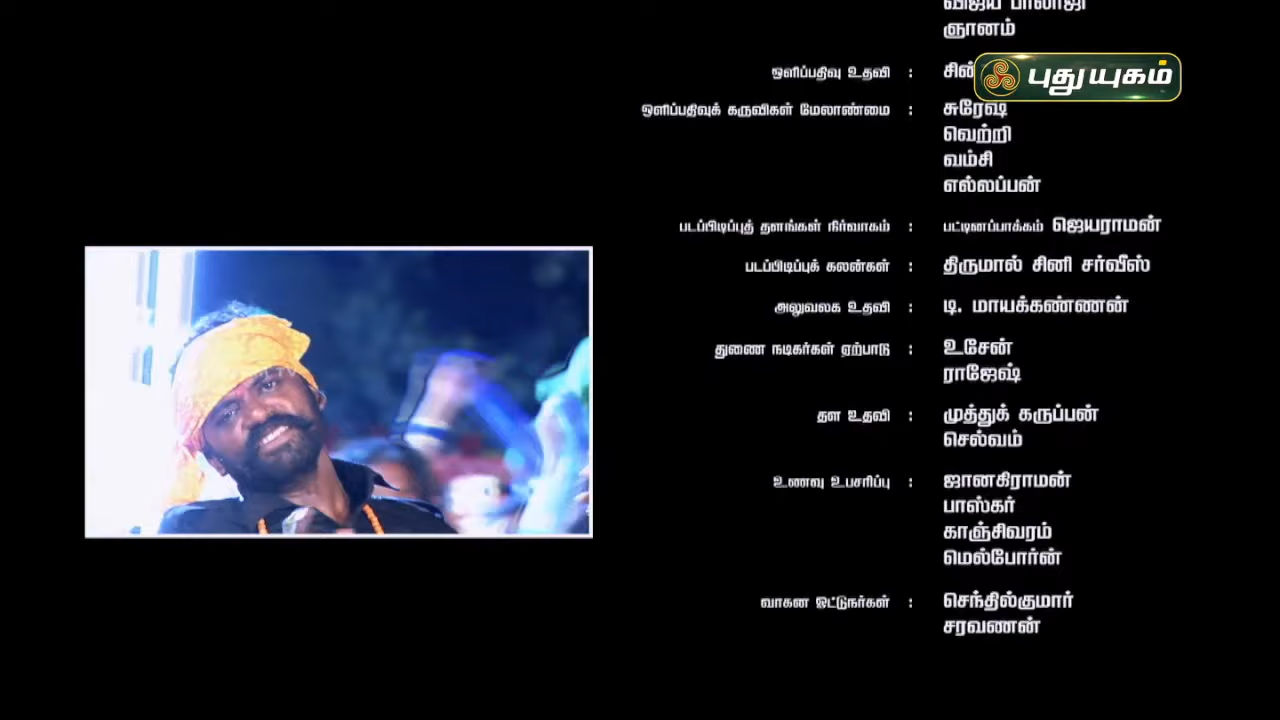 விஜய் பாலாஜி
ஞானம்
ஒளிப்பதிவு உதவி :
புதுயுகம்
ஒளிப்பதிவுக் கருவிகள் மேலாண்மை : சுரேஷ்
வெற்றி
வம்சி
எல்லப்பன்
படப்பிடிப்புத் தளங்கள் நிர்வாகம் : பட்டினப்பாக்கம் ஜெயராமன்
படப்பிடிப்புக் கலன்கள் : திருமால் சினி சர்வீஸ்
அலுவலக உதவி : டி. மாயக்கண்ணன்
துணை நடிகர்கள் ஏற்பாடு : உசேன்
ராஜேஷ்
தள உதவி : முத்துக் கருப்பன்
செல்வம்
உணவு உபசரிப்பு : ஜானகிராமன்
பாஸ்கர்
காஞ்சிவரம்
மெல்போர்ன்
வாகன ஓட்டுநர்கள் : செந்தில்குமார்
சரவணன்